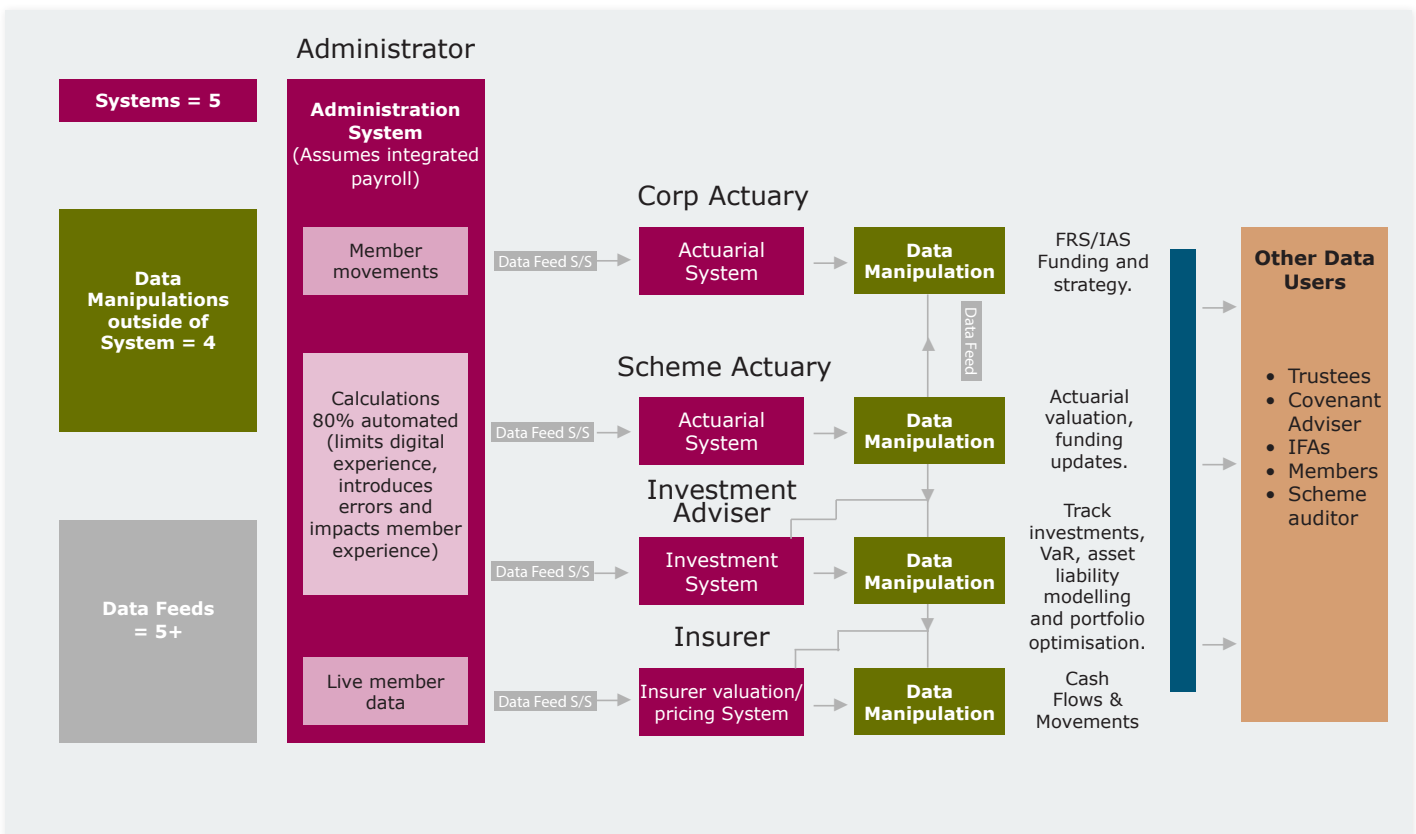 Administrator
Systems = 5
Data
Manipulations
outside of
System = 4
Data Feeds
= 5+
Administration
System
(Assumes integrated
payroll)
Member
movements
Calculations
80% automated
(limits digital
experience,
introduces
errors and
impacts member
experience)
Live member
data
Corp Actuary
Data Feed S/S
Actuarial
System
Data
Manipulation
FRS/IAS
Funding and
strategy.
Data Feed
Scheme Actuary
Data Feed S/S
Actuarial
System
Data
Manipulation
Actuarial
valuation,
funding
updates.
Investment
Adviser
Data Feed S/S
Investment
System
Data
Manipulation
Track
investments,
VaR, asset
liability
modelling
and portfolio
optimisation.
Insurer
Data Feed S/S
Insurer valuation/
pricing System
Data
Manipulation
Cash
Flows &
Movements
Other Data
Users
• Trustees
• Covenant
Adviser
• IFAs
• Members
• Scheme
auditor